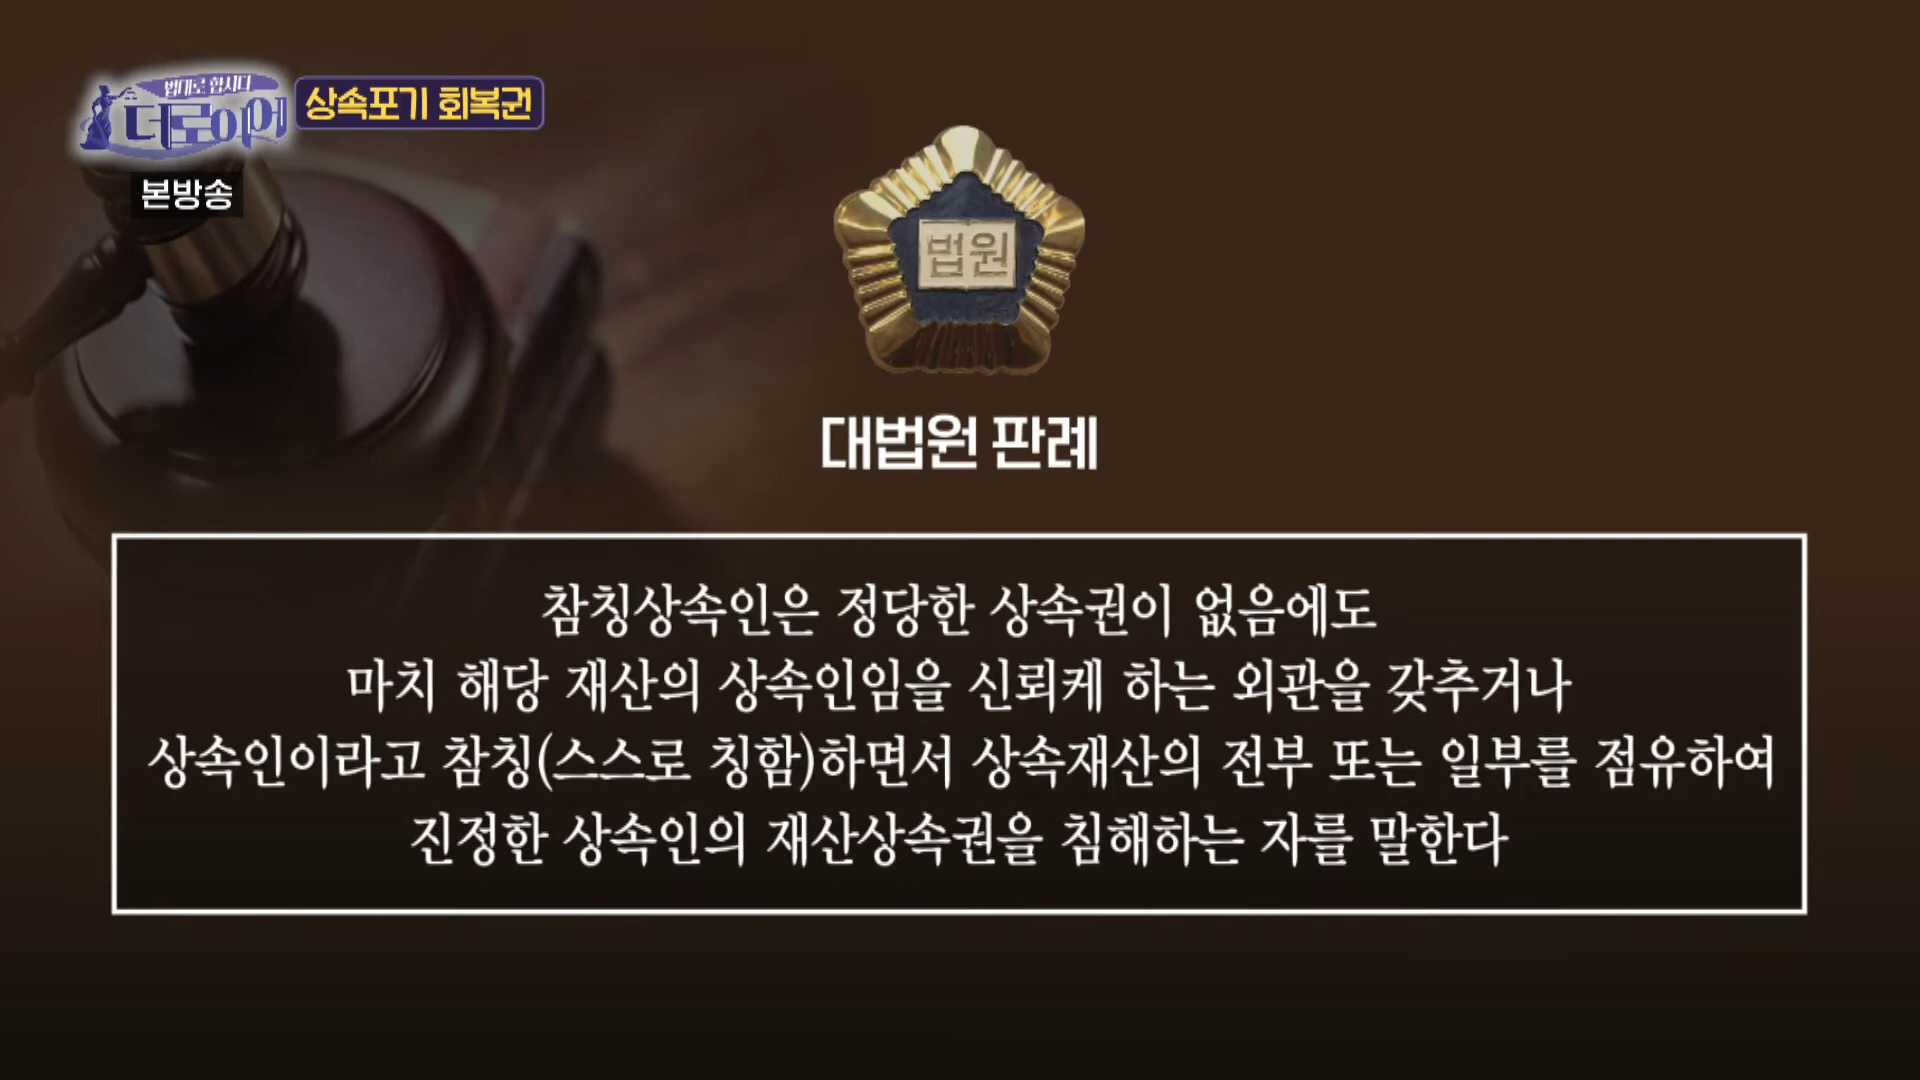 법대로 합시다
더로이어
상속포기 회복권
본방송
법원
대법원 판례
참칭상속인은 정당한 상속권이 없음에도
마치 해당 재산의 상속인임을 신뢰케 하는 외관을 갖추거나
상속인이라고 참칭(스스로 칭함)하면서 상속재산의 전부 또는 일부를 점유하여
진정한 상속인의 재산상속권을 침해하는 자를 말한다